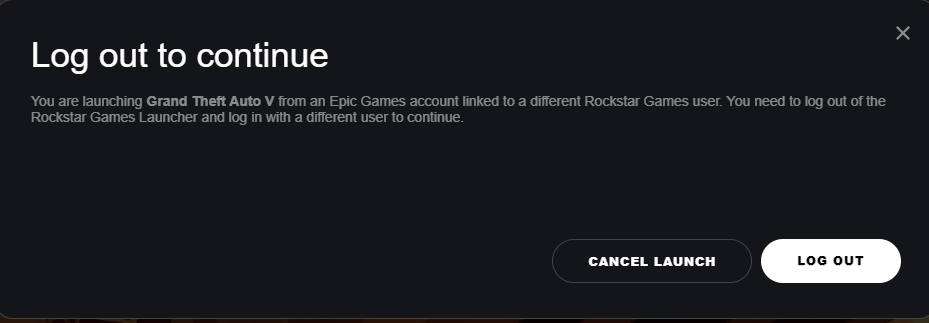 Log out to continue
You are launching Grand Theft Auto V from an Epic Games account linked to a different Rockstar Games user. You need to log out of the
Rockstar Games Launcher and log in with a different user to continue.
CANCEL LAUNCH
LOG OUT